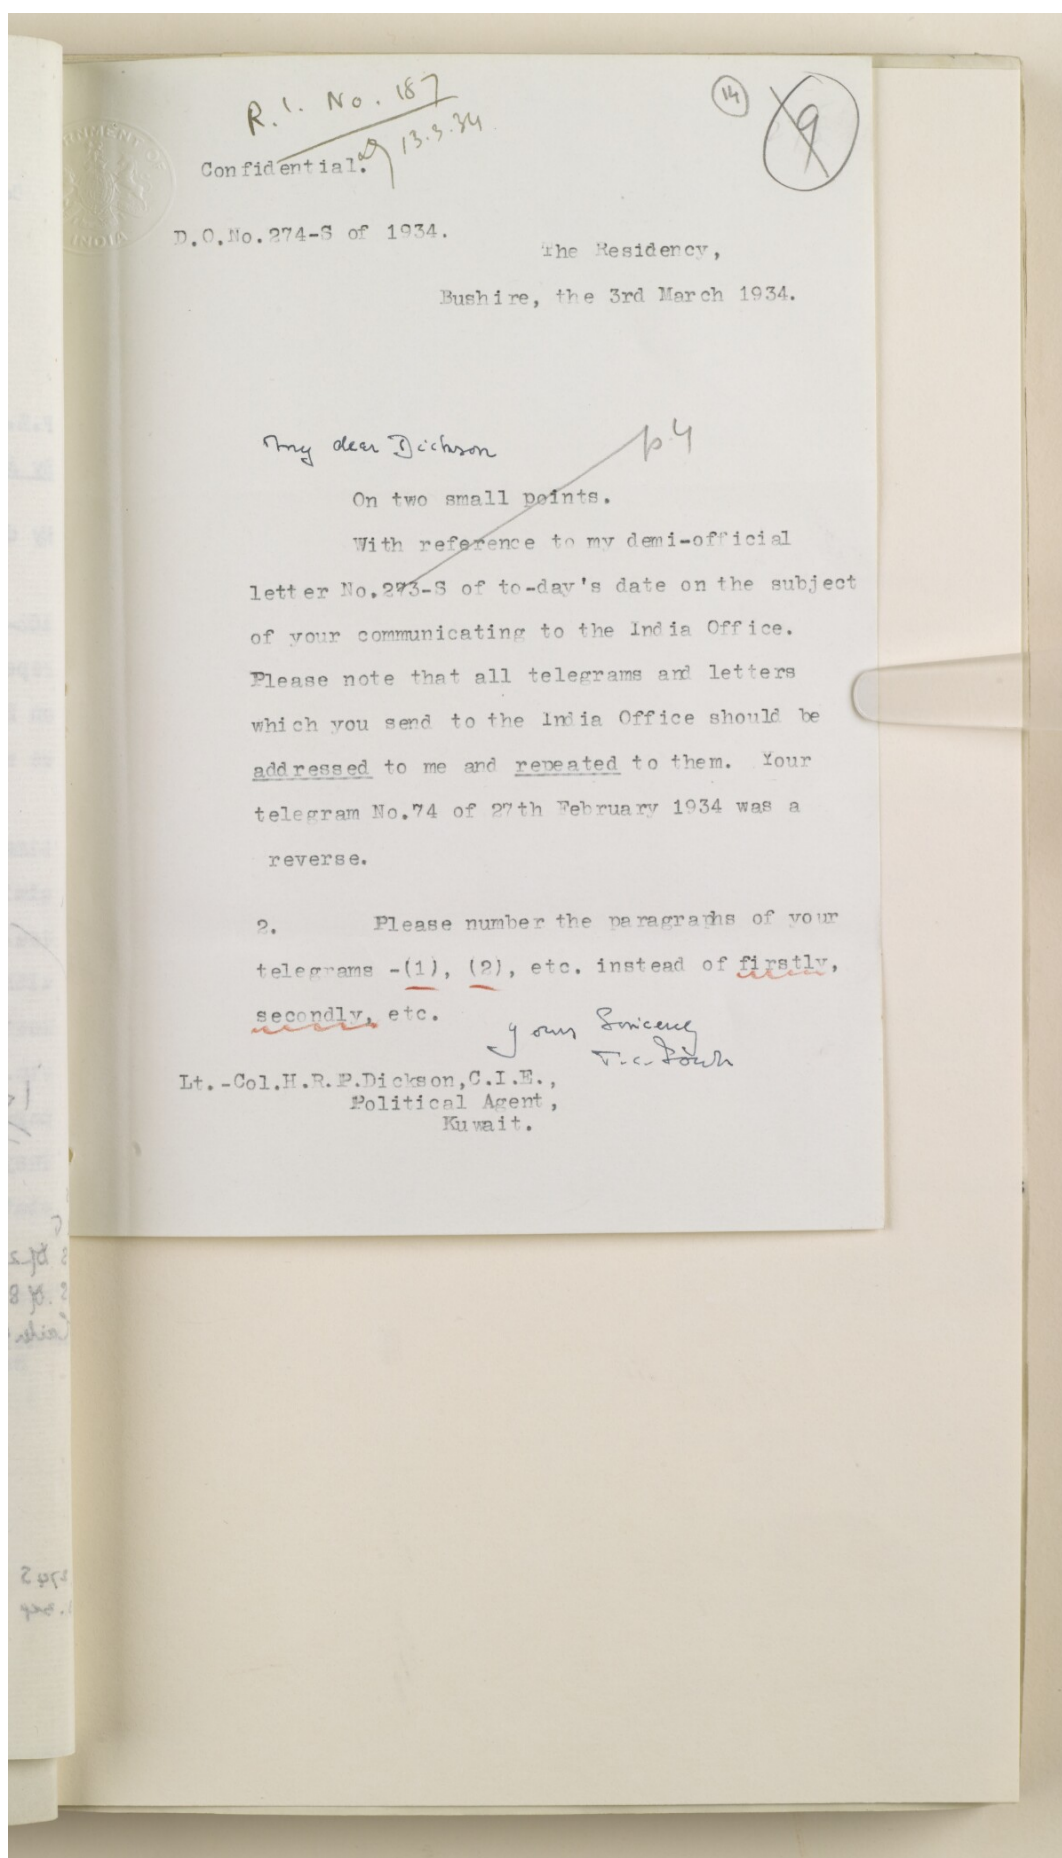 R.I. No. 187
13.3.34
14
9
Confidential.
GOVERNMENT OF
INDIA
D.O.No.274-S of 1934.
The Residency,
Bushire, the 3rd March 1934.
My dear Dickson
p 4
On two small points.
With reference to my demi-official
letter No.273-S of to-day's date on the subject
of your communicating to the India Office.
Please note that all telegrams and letters
which you send to the India Office should be
addressed to me and repeated to them. Your
telegram No.74 of 27th February 1934 was a
reverse.
2. Please number the paragraphs of your
telegrams -(1), (2), etc. instead of firstly,
secondly, etc.
Yours Sincerely
T.C. Fowle
Lt.-Col.H.R.P.Dickson,C.I.E.,
Political Agent,
Kuwait.